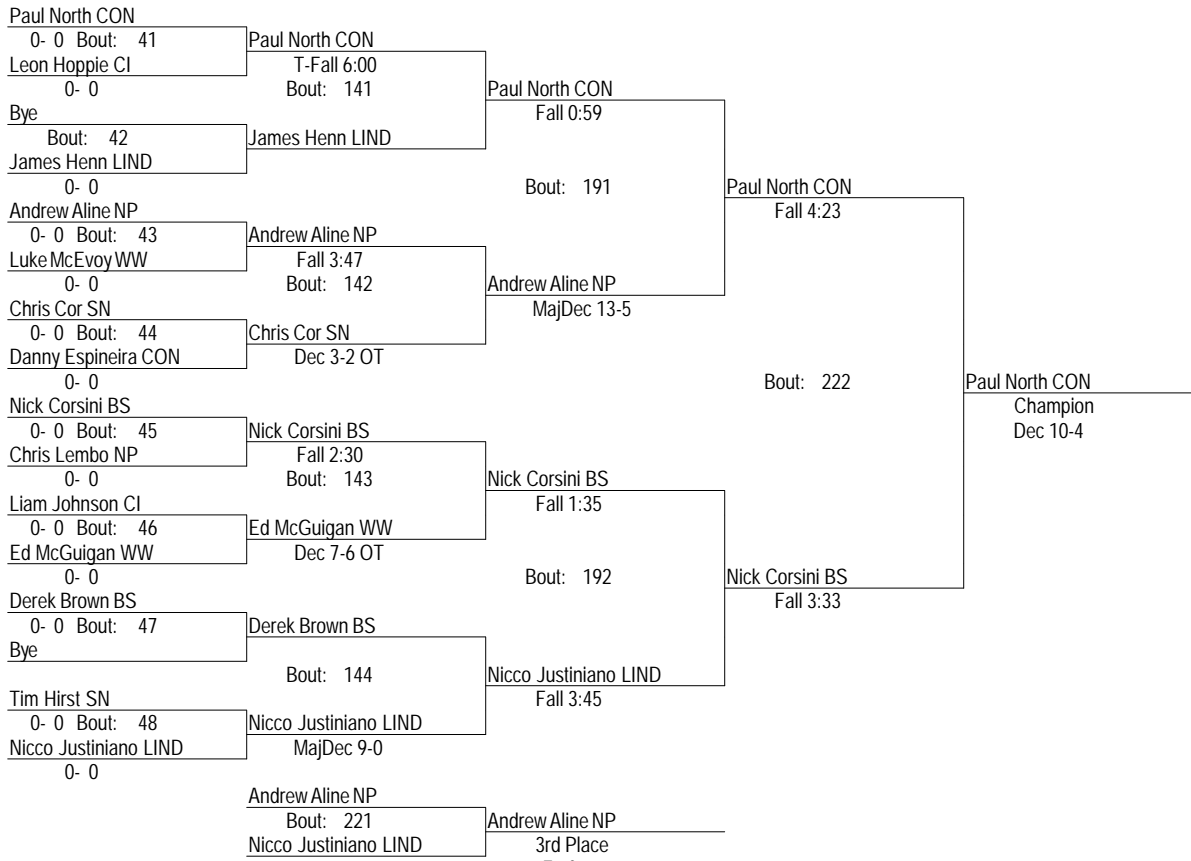 Paul North CON
0- 0 Bout: 41 Paul North CON
Leon Hoppie CI T-Fall 6:00
0- 0 Bout: 141 Paul North CON
Bye Fall 0:59
Bout: 42 James Henn LIND
James Henn LIND
0- 0 Bout: 191 Paul North CON
Andrew Aline NP Fall 4:23
0- 0 Bout: 43 Andrew Aline NP
Luke McEvoy WW Fall 3:47
0- 0 Bout: 142 Andrew Aline NP
Chris Cor SN MajDec 13-5
0- 0 Bout: 44 Chris Cor SN
Danny Espineira CON Dec 3-2 OT
0- 0 Bout: 222 Paul North CON
Nick Corsini BS Champion
0- 0 Bout: 45 Nick Corsini BS Dec 10-4
Chris Lembo NP Fall 2:30
0- 0 Bout: 143 Nick Corsini BS
Liam Johnson CI Fall 1:35
0- 0 Bout: 46 Ed McGuigan WW
Ed McGuigan WW Dec 7-6 OT
0- 0 Bout: 192 Nick Corsini BS
Derek Brown BS Fall 3:33
0- 0 Bout: 47 Derek Brown BS
Bye
Bout: 144 Nicco Justiniano LIND
Tim Hirst SN Fall 3:45
0- 0 Bout: 48 Nicco Justiniano LIND
Nicco Justiniano LIND MajDec 9-0
0- 0
Andrew Aline NP
Bout: 221 Andrew Aline NP
Nicco Justiniano LIND 3rd Place